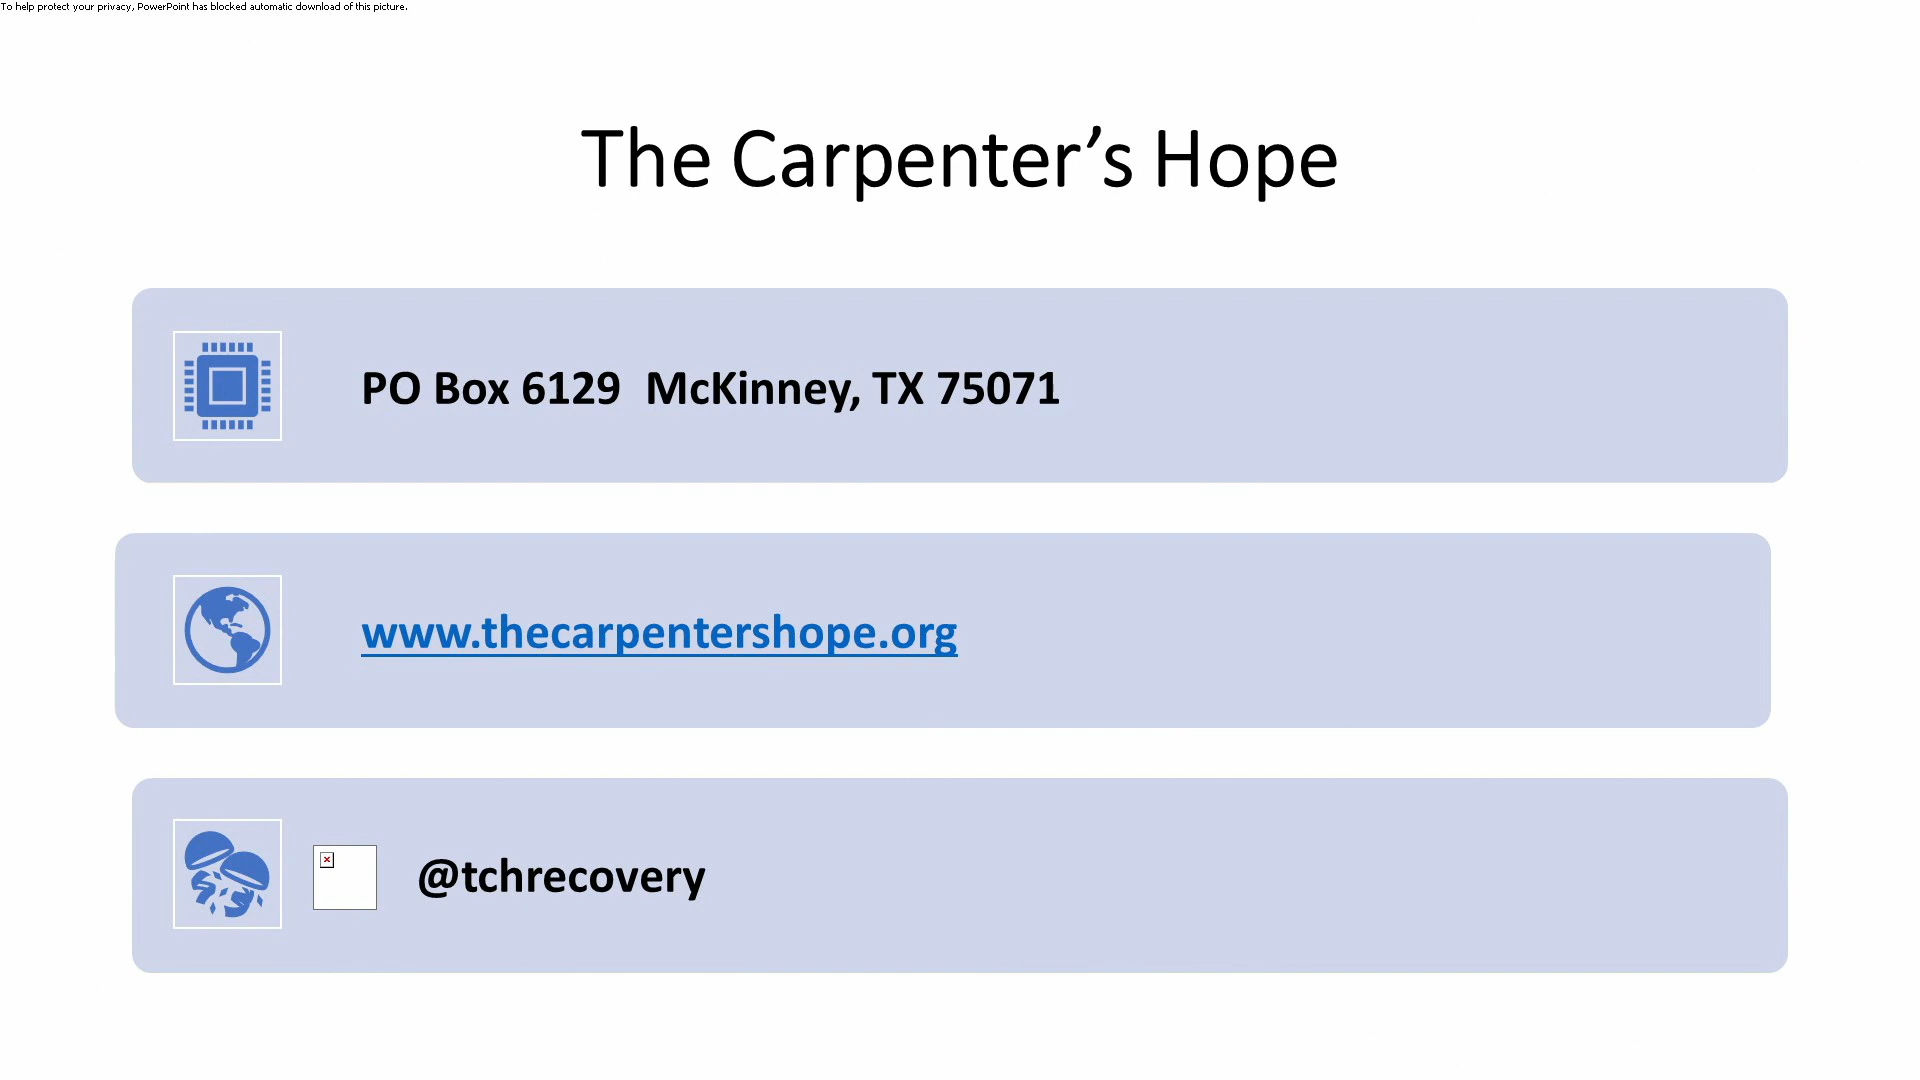 To help protect your privacy, PowerPoint has blocked automatic download of this picture.
The Carpenter’s Hope
PO Box 6129  McKinney, TX 75071
www.thecarpentershope.org
@tchrecovery